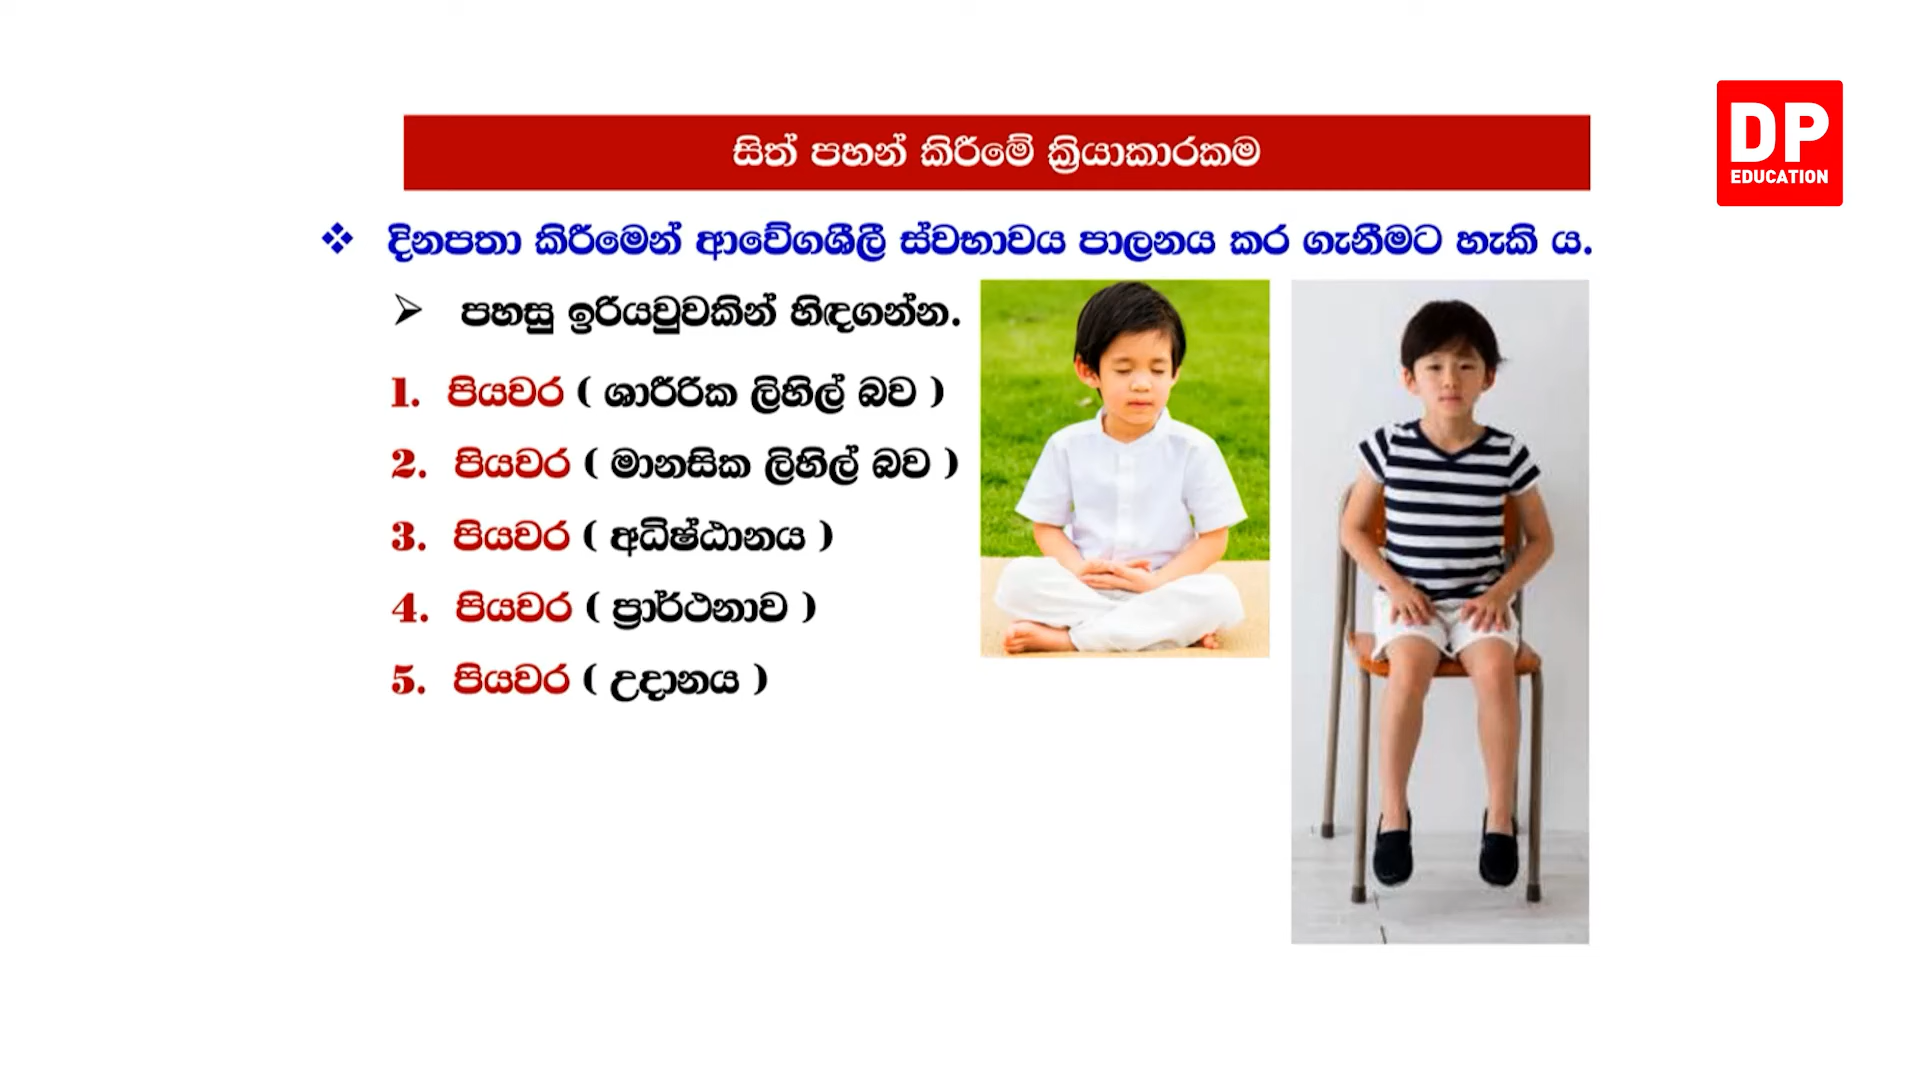 සිත් පහන් කිරීමේ ක්‍රියාකාරකම
DP
EDUCATION
❖ දිනපතා කිරීමෙන් ආවේගශීලී ස්වභාවය පාලනය කර ගැනීමට හැකි ය.
➢ පහසු ඉරියවුවකින් හිඳගන්න.
1. පියවර ( ශාරීරික ලිහිල් බව )
2. පියවර ( මානසික ලිහිල් බව )
3. පියවර ( අධිෂ්ඨානය )
4. පියවර ( ප්‍රාර්ථනාව )
5. පියවර ( උදානය )